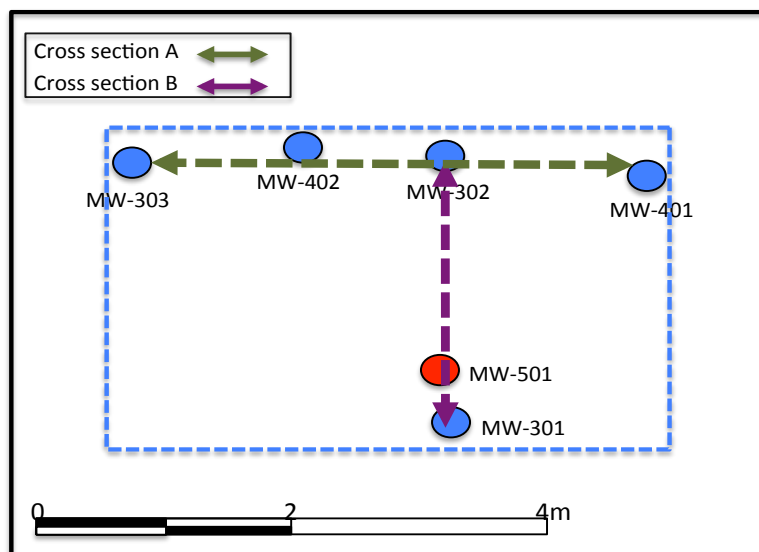 Cross section A
Cross section B
MW-402
MW-302
MW-303
MW-401
MW-501
MW-301
0 2 4m